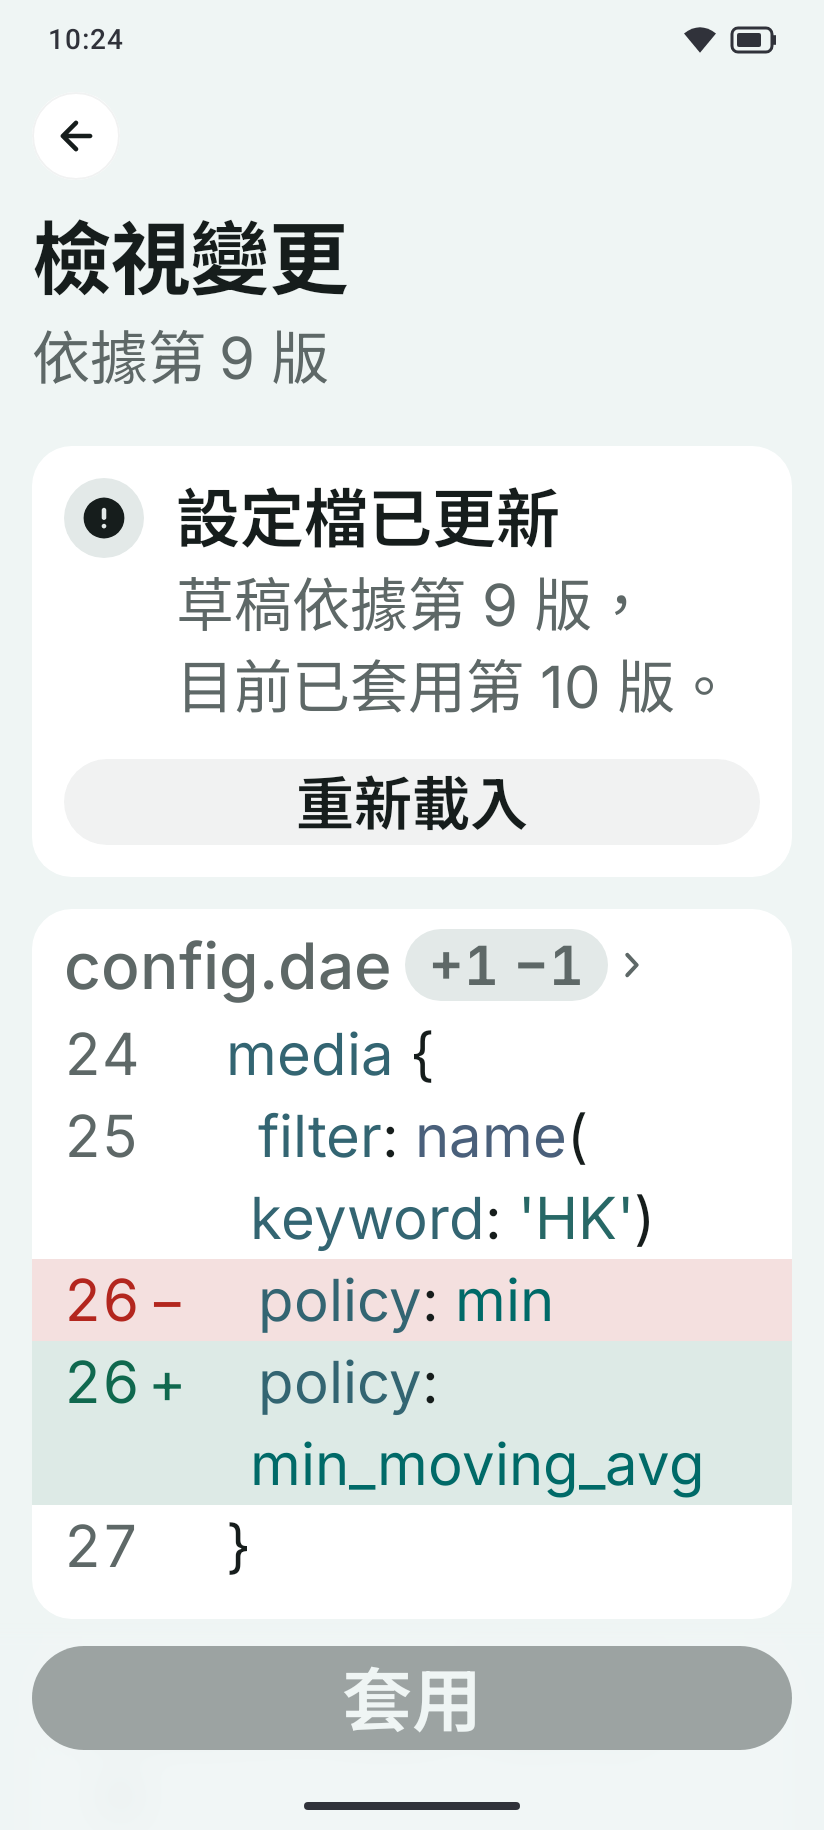 10:24
檢視變更
依據第 9 版
設定檔已更新
草稿依據第 9 版，
目前已套用第 10 版。
重新載入
config.dae +1 −1
24 media {
25 filter: name(
keyword: 'HK')
26 − policy: min
26 + policy:
min_moving_avg
27 }
套用